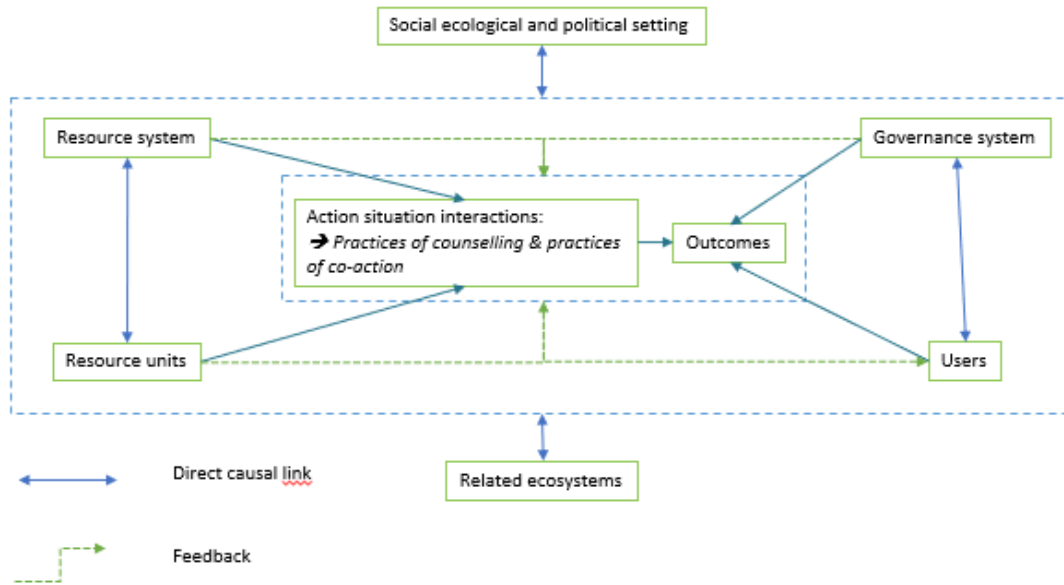 Social ecological and political setting
Resource system
Governance system
Action situation interactions:
➔ Practices of counselling & practices
of co-action
Outcomes
Resource units
Users
Direct causal link
Related ecosystems
Feedback